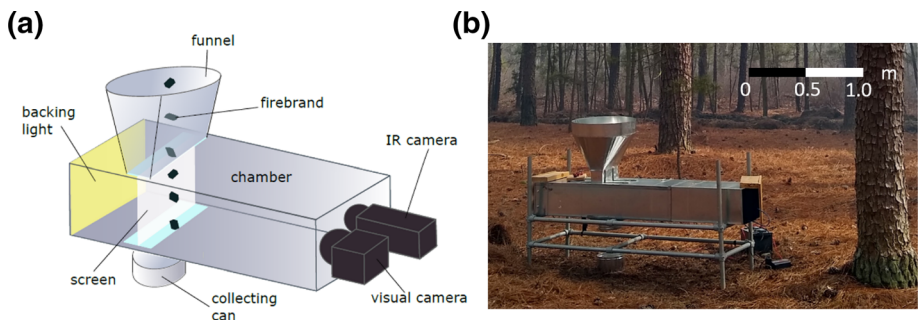 (a)
funnel
firebrand
backing
light
IR camera
chamber
screen
collecting
can
visual camera
(b)
m
0 0.5 1.0